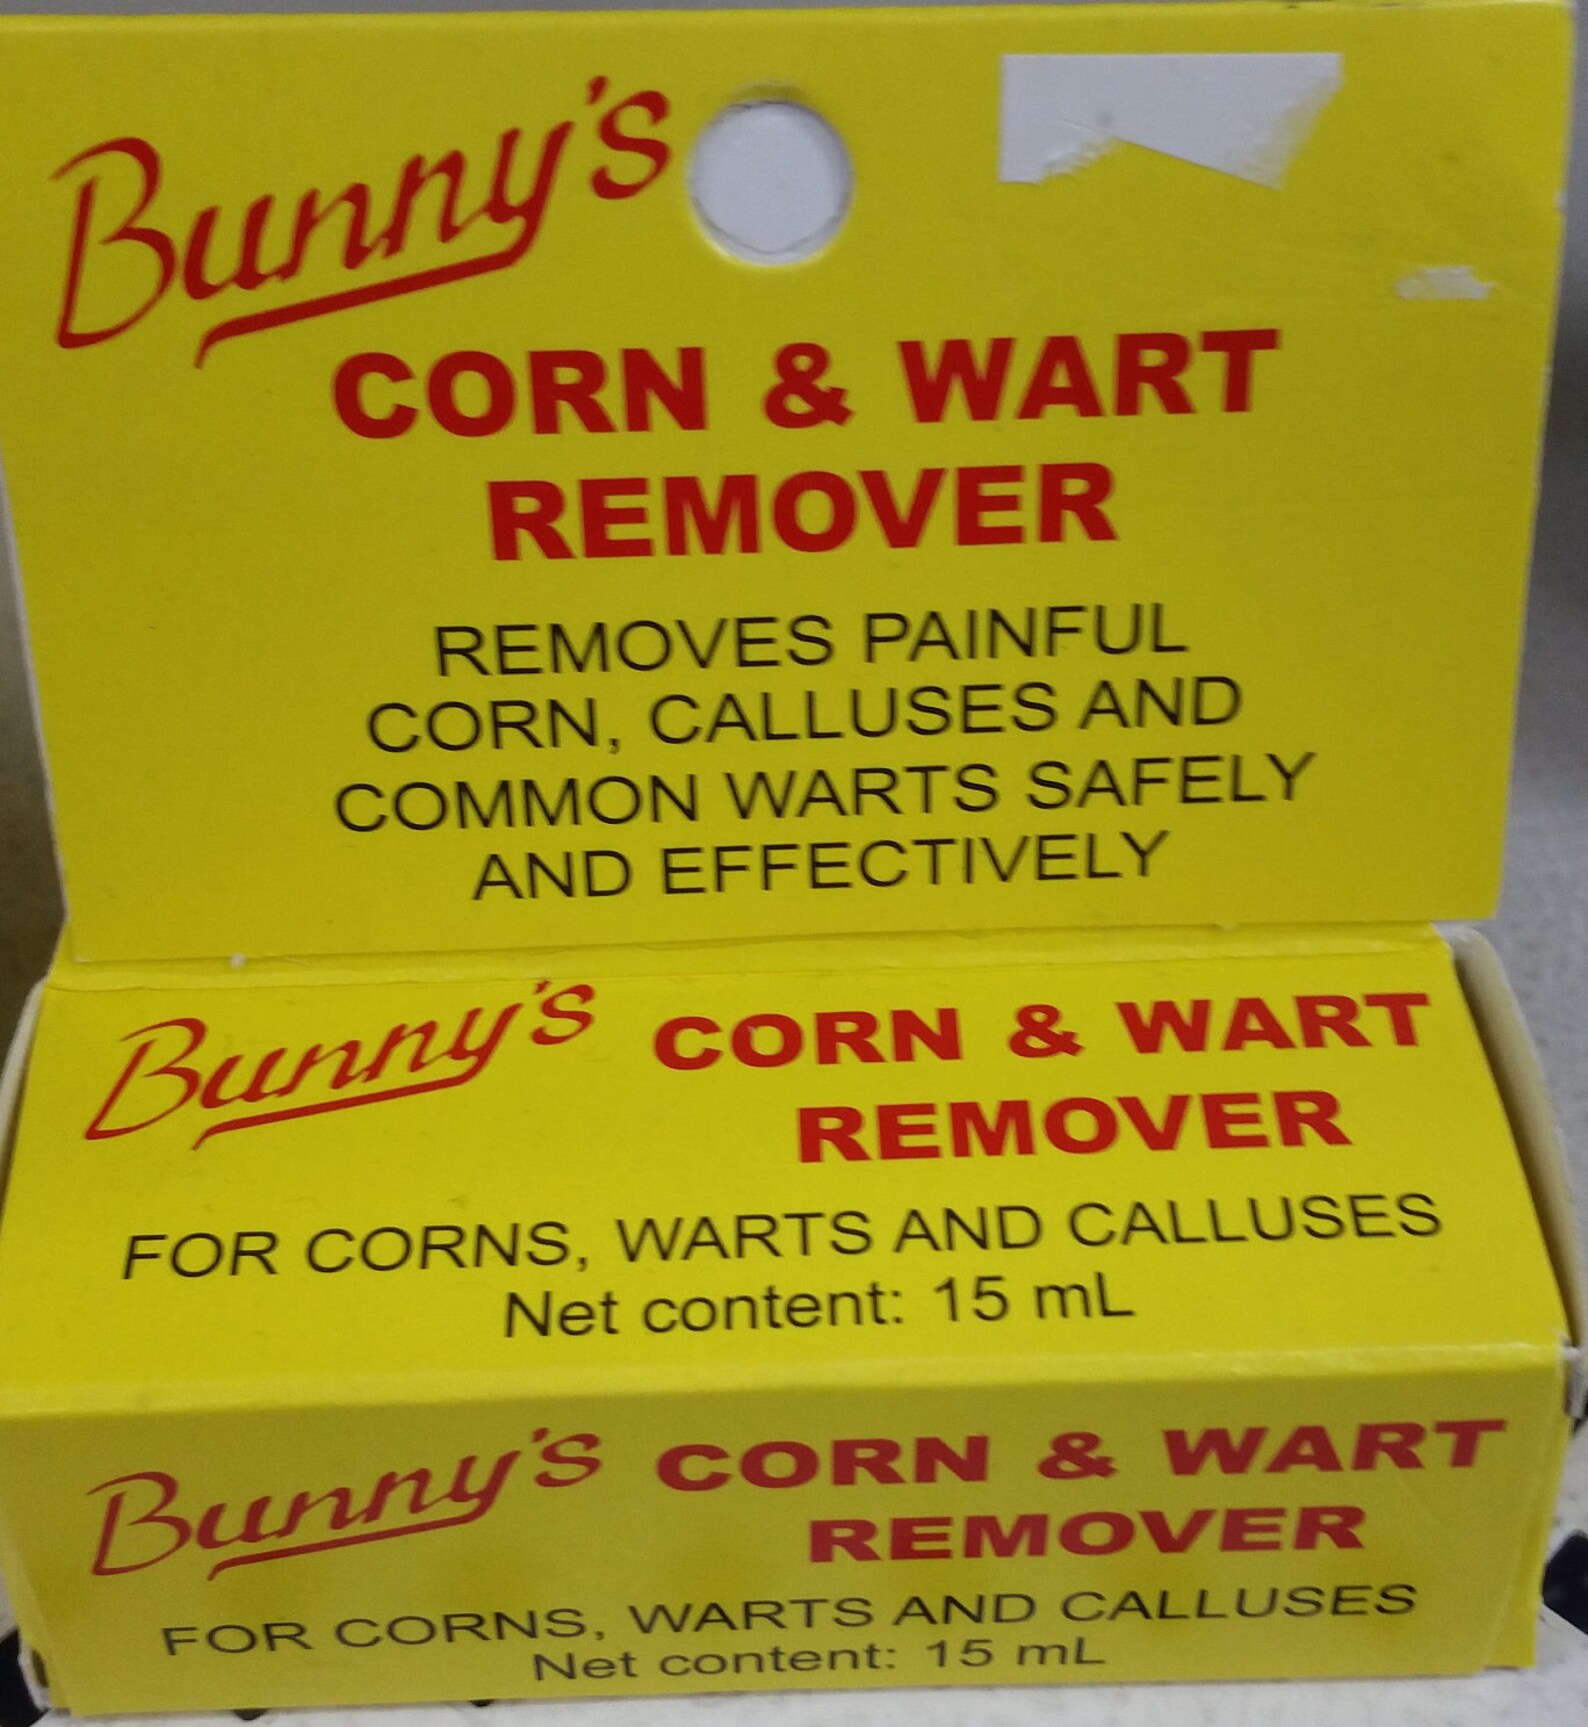 Bunny's
CORN & WART
REMOVER
REMOVES PAINFUL
CORN, CALLUSES AND
COMMON WARTS SAFELY
AND EFFECTIVELY
Bunny's CORN & WART
REMOVER
FOR CORNS, WARTS AND CALLUSES
Net content: 15 mL
Bunny's CORN & WART
REMOVER
FOR CORNS, WARTS AND CALLUSES
Net content: 15 mL